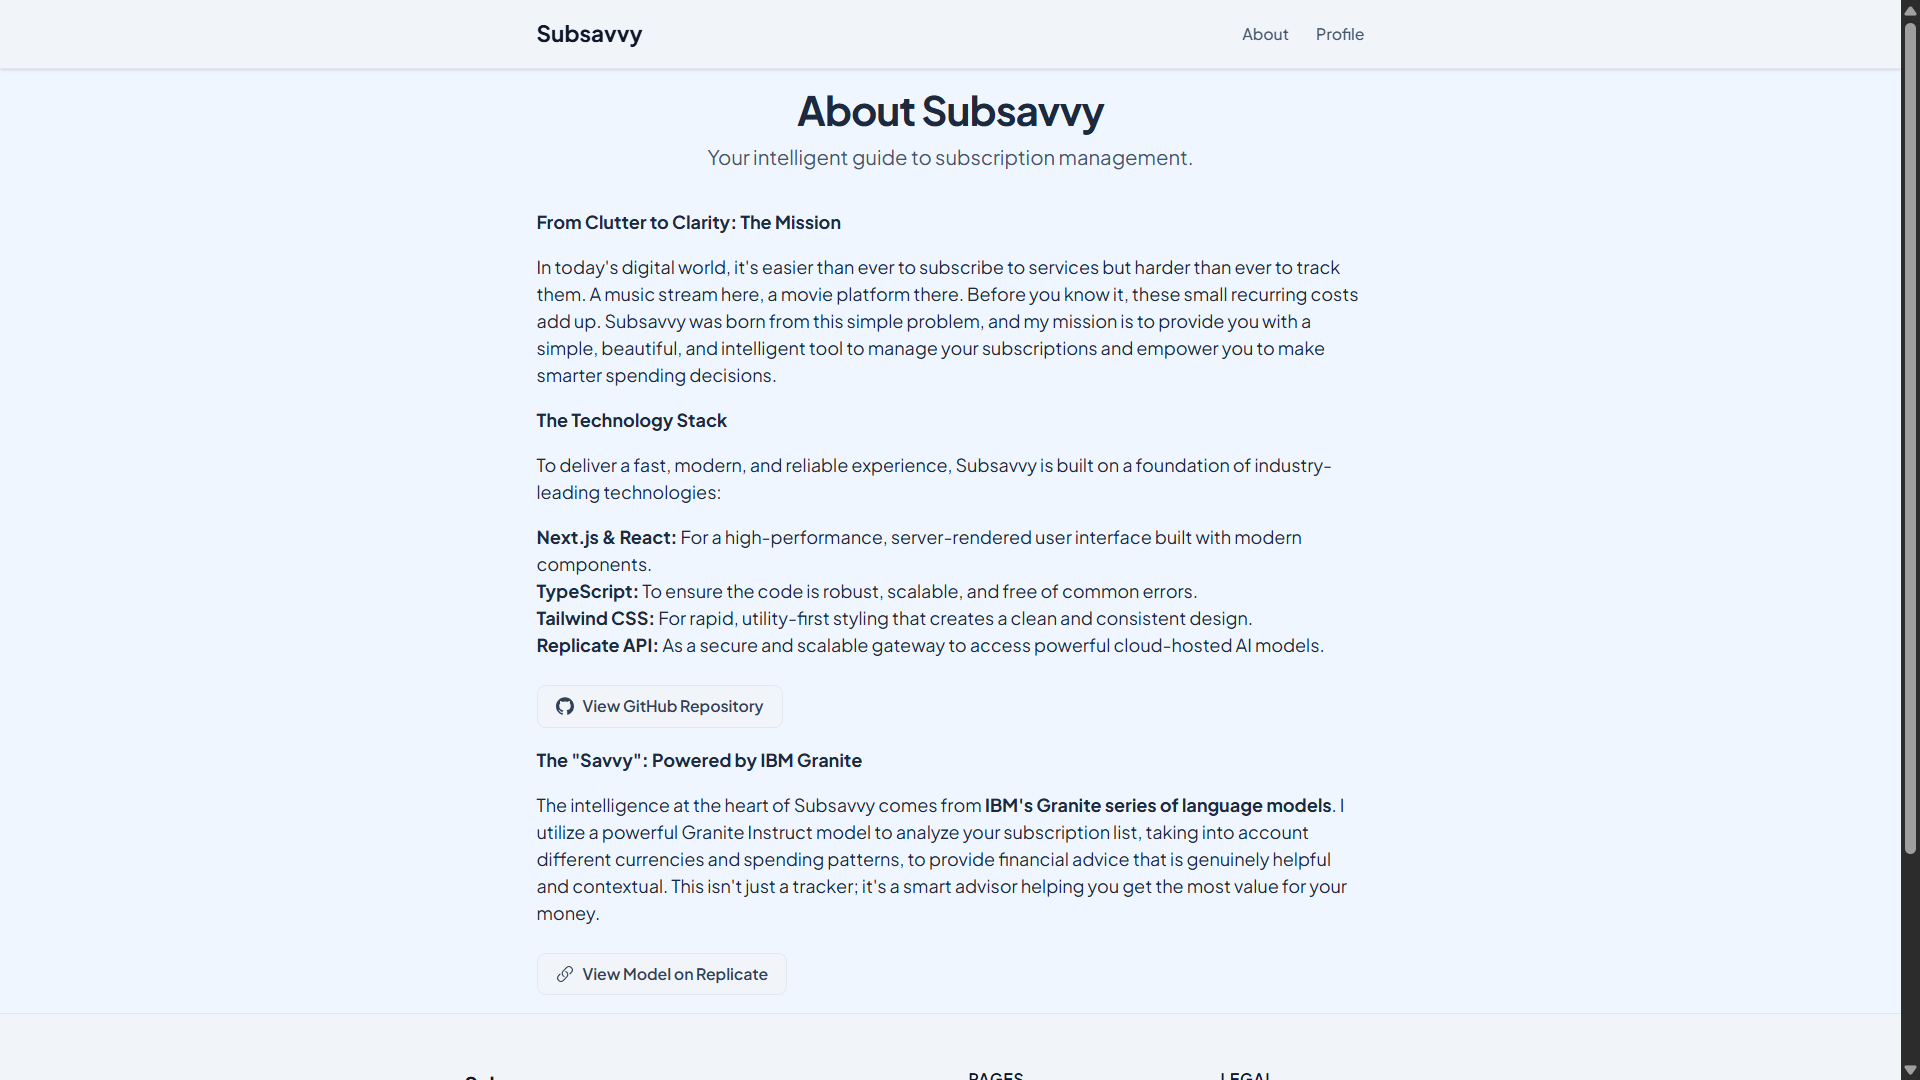 Subsavvy
About
Profile
About Subsavvy
Your intelligent guide to subscription management.
From Clutter to Clarity: The Mission
In today's digital world, it's easier than ever to subscribe to services but harder than ever to track
them. A music stream here, a movie platform there. Before you know it, these small recurring costs
add up. Subsavvy was born from this simple problem, and my mission is to provide you with a
simple, beautiful, and intelligent tool to manage your subscriptions and empower you to make
smarter spending decisions.
The Technology Stack
To deliver a fast, modern, and reliable experience, Subsavvy is built on a foundation of industry-
leading technologies:
Next.js & React: For a high-performance, server-rendered user interface built with modern
components.
TypeScript: To ensure the code is robust, scalable, and free of common errors.
Tailwind CSS: For rapid, utility-first styling that creates a clean and consistent design.
Replicate API: As a secure and scalable gateway to access powerful cloud-hosted AI models.
View GitHub Repository
The "Savvy": Powered by IBM Granite
The intelligence at the heart of Subsavvy comes from IBM's Granite series of language models. I
utilize a powerful Granite Instruct model to analyze your subscription list, taking into account
different currencies and spending patterns, to provide financial advice that is genuinely helpful
and contextual. This isn't just a tracker; it's a smart advisor helping you get the most value for your
money.
View Model on Replicate
PAGES
LEGAL